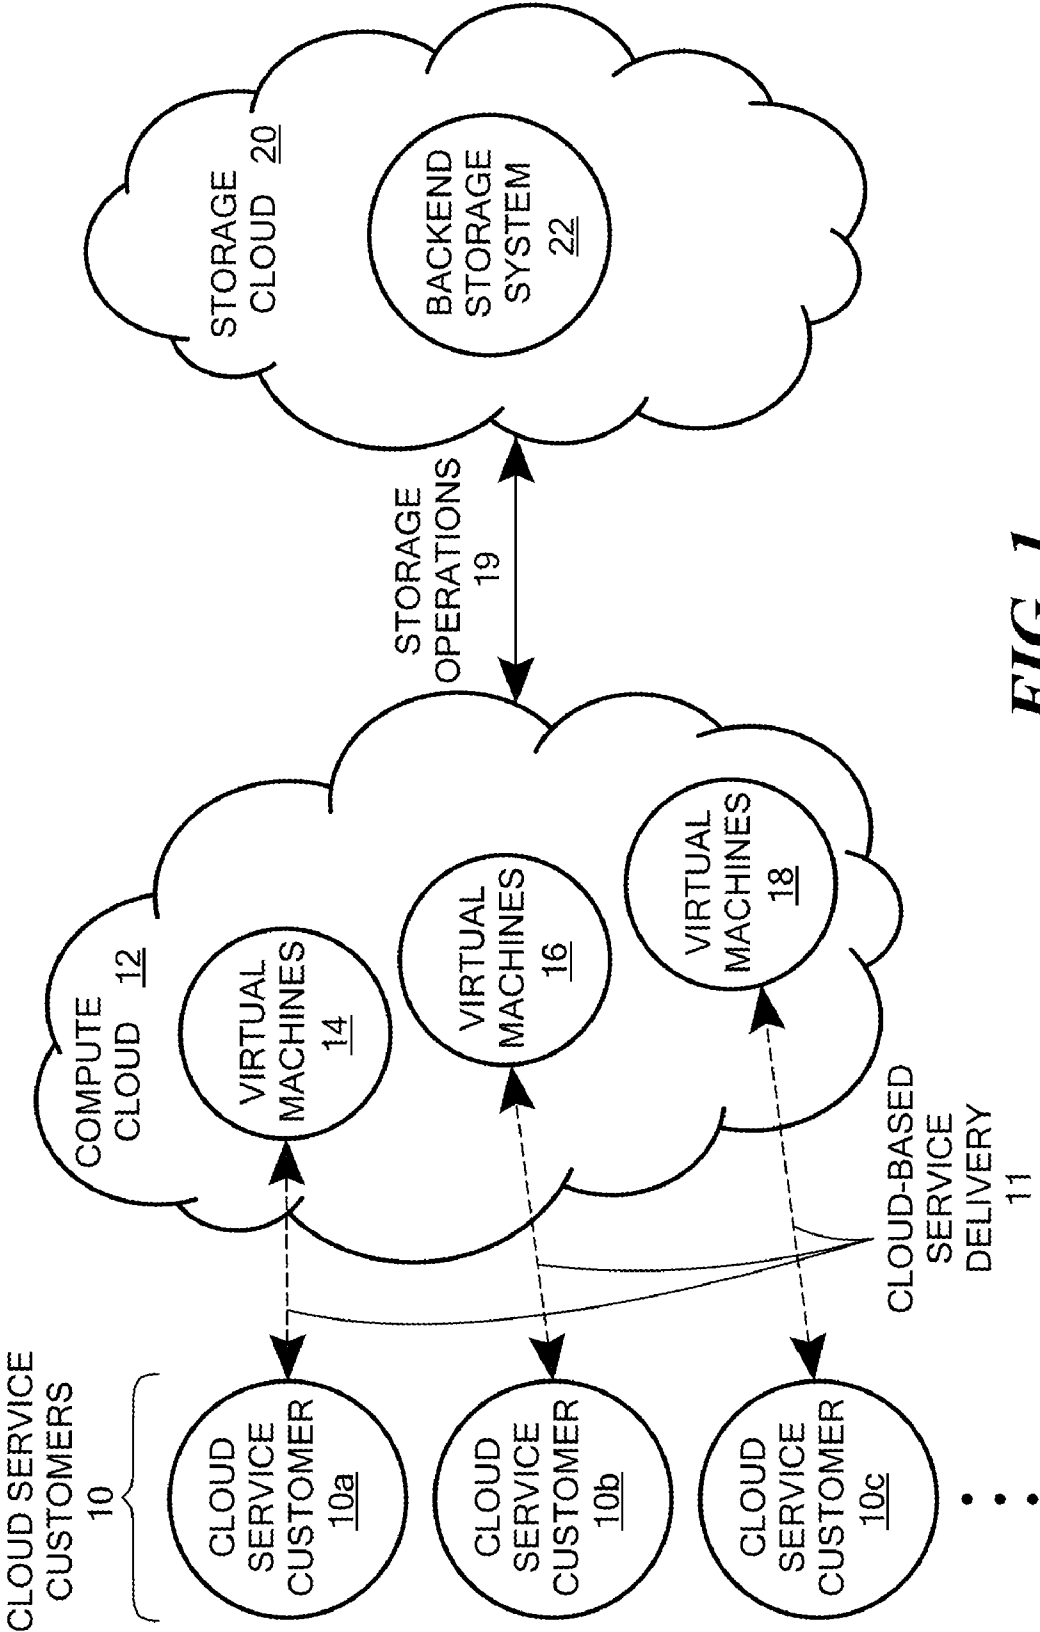 CLOUD SERVICE
CUSTOMERS
10
CLOUD
SERVICE
CUSTOMER
10a
CLOUD
SERVICE
CUSTOMER
10b
CLOUD
SERVICE
CUSTOMER
10c
CLOUD-BASED
SERVICE
DELIVERY
11
COMPUTE
CLOUD 12
VIRTUAL
MACHINES
14
VIRTUAL
MACHINES
16
VIRTUAL
MACHINES
18
STORAGE
OPERATIONS
19
STORAGE
CLOUD 20
BACKEND
STORAGE
SYSTEM
22
FIG. 1